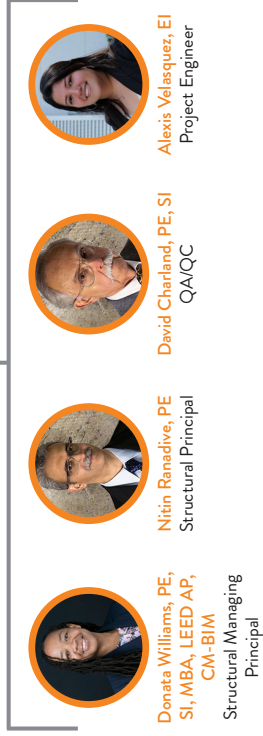 Donata Williams, PE,
SI, MBA, LEED AP,
CM-BIM
Structural Managing
Principal
Nitin Ranadive, PE
Structural Principal
David Charland, PE, SI
QA/QC
Alexis Velasquez, EI
Project Engineer